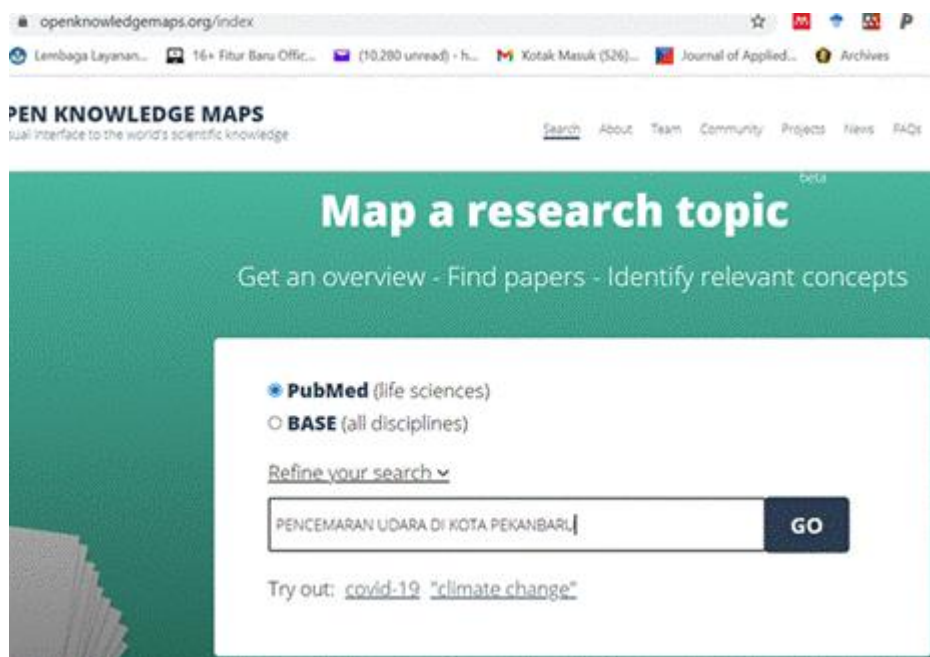 openknowledgemaps.org/index
Lembaga Layanan... 16+ Fitur Baru Offic... (10.280 unread) - h... Kotak Masuk (526)... Journal of Applied... Archives
PEN KNOWLEDGE MAPS
sual interface to the world's scientific knowledge
Search About Team Community Projects News FAQs
beta
Map a research topic
Get an overview - Find papers - Identify relevant concepts
PubMed (life sciences)
BASE (all disciplines)
Refine your search
PENCEMARAN UDARA DI KOTA PEKANBARU
GO
Try out: covid-19 "climate change"